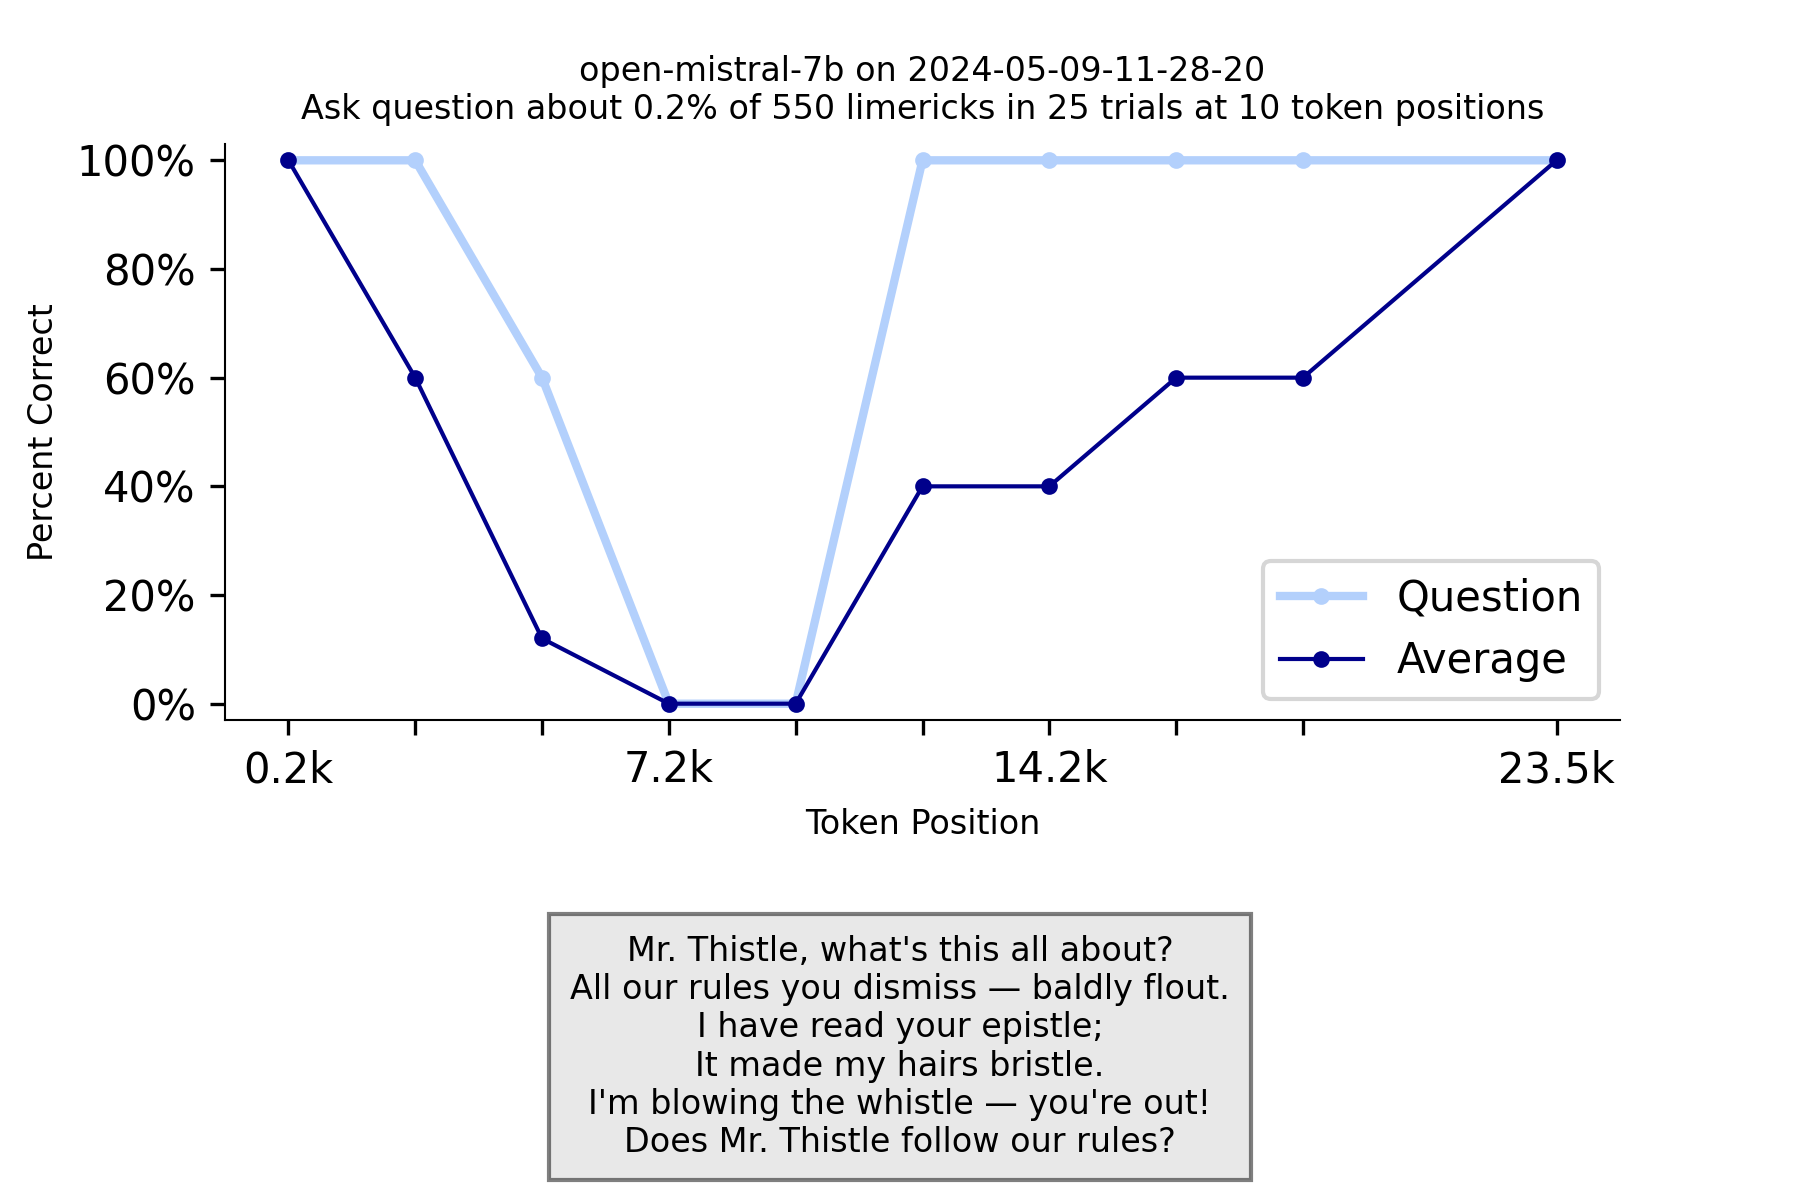 open-mistral-7b on 2024-05-09-11-28-20
Ask question about 0.2% of 550 limericks in 25 trials at 10 token positions
100%
80%
60%
40%
20%
0%
Percent Correct
Question
Average
0.2k 7.2k 14.2k 23.5k
Token Position
Mr. Thistle, what's this all about?
All our rules you dismiss — baldly flout.
I have read your epistle;
It made my hairs bristle.
I'm blowing the whistle — you're out!
Does Mr. Thistle follow our rules?